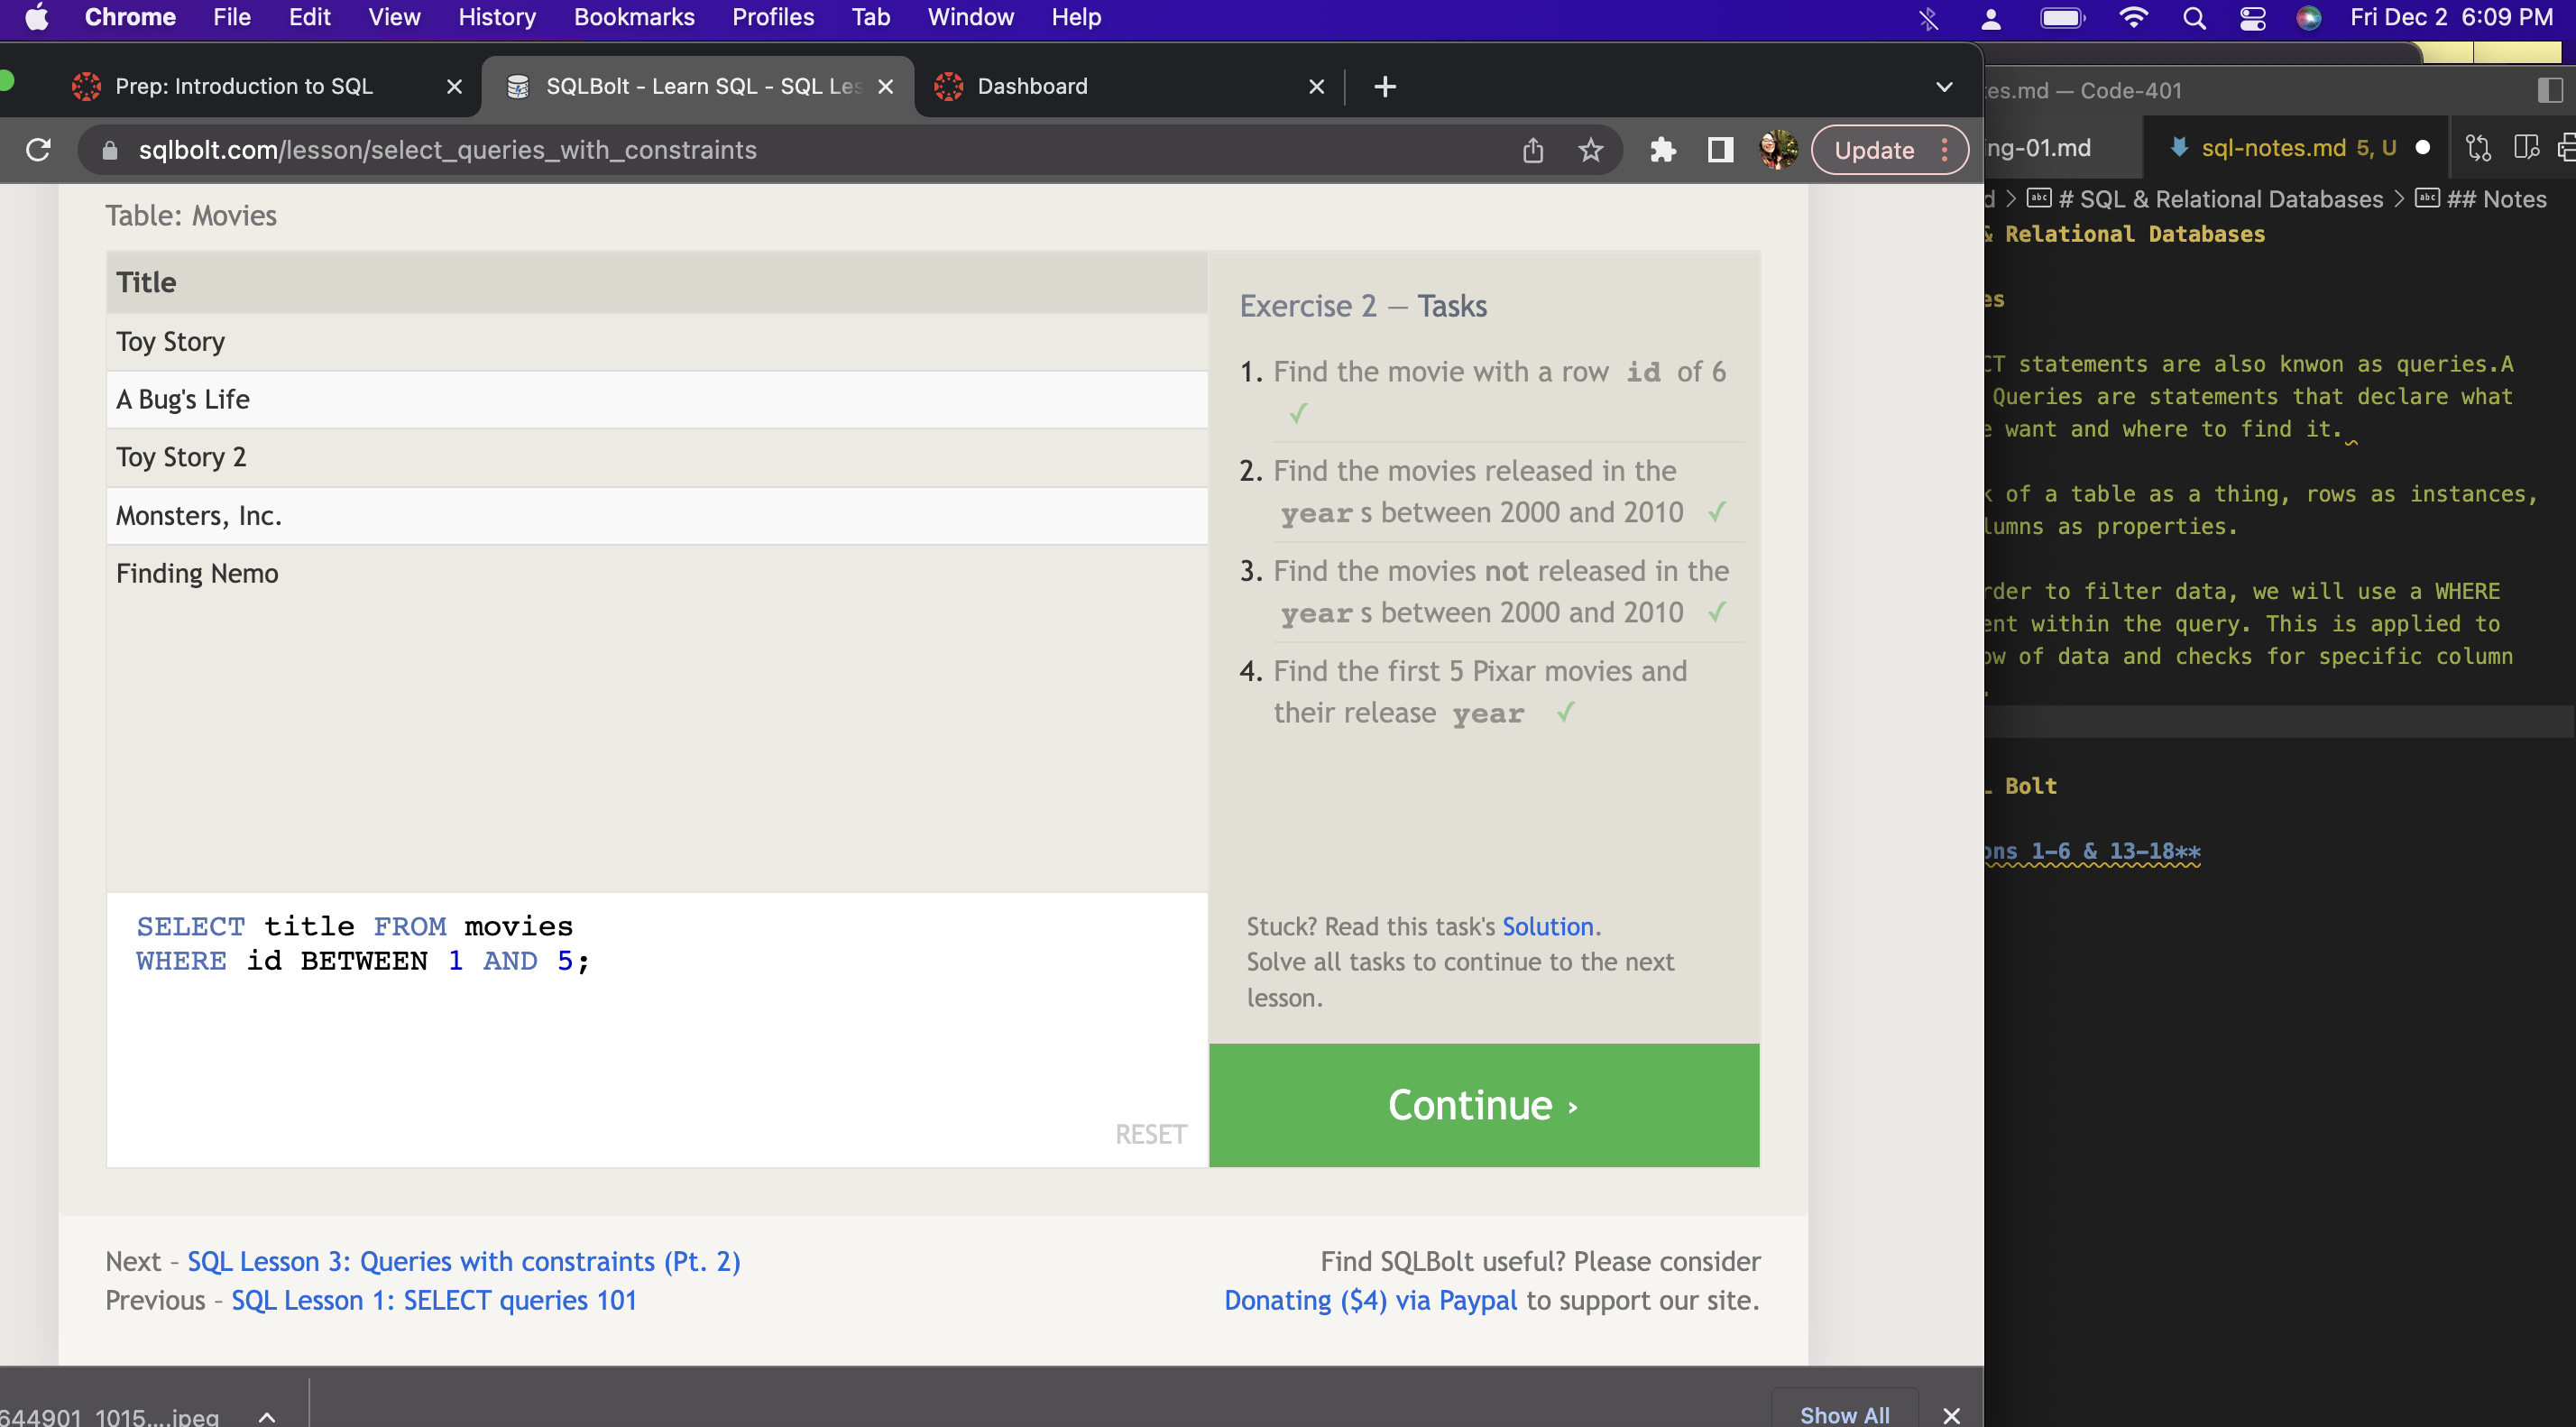 Chrome File Edit View History Bookmarks Profiles Tab Window Help Fri Dec 2 6:09 PM
Prep: Introduction to SQL SQLBolt - Learn SQL - SQL Les Dashboard
sqlbolt.com/lesson/select_queries_with_constraints Update
Table: Movies
Title
Toy Story
A Bug's Life
Toy Story 2
Monsters, Inc.
Finding Nemo
SELECT title FROM movies
WHERE id BETWEEN 1 AND 5;
RESET
Exercise 2 — Tasks
1. Find the movie with a row id of 6 ✓
2. Find the movies released in the
year s between 2000 and 2010 ✓
3. Find the movies not released in the
year s between 2000 and 2010 ✓
4. Find the first 5 Pixar movies and
their release year ✓
Stuck? Read this task's Solution.
Solve all tasks to continue to the next
lesson.
Continue ›
Next – SQL Lesson 3: Queries with constraints (Pt. 2)
Previous – SQL Lesson 1: SELECT queries 101
Find SQLBolt useful? Please consider
Donating ($4) via Paypal to support our site.
644901_1015....jpeg
Show All
es.md — Code-401
ng-01.md sql-notes.md 5, U
d > # SQL & Relational Databases > ## Notes
& Relational Databases
es
CT statements are also knwon as queries.A
Queries are statements that declare what
e want and where to find it.
k of a table as a thing, rows as instances,
lumns as properties.
rder to filter data, we will use a WHERE
ent within the query. This is applied to
ow of data and checks for specific column
.
L Bolt
ons 1-6 & 13-18**